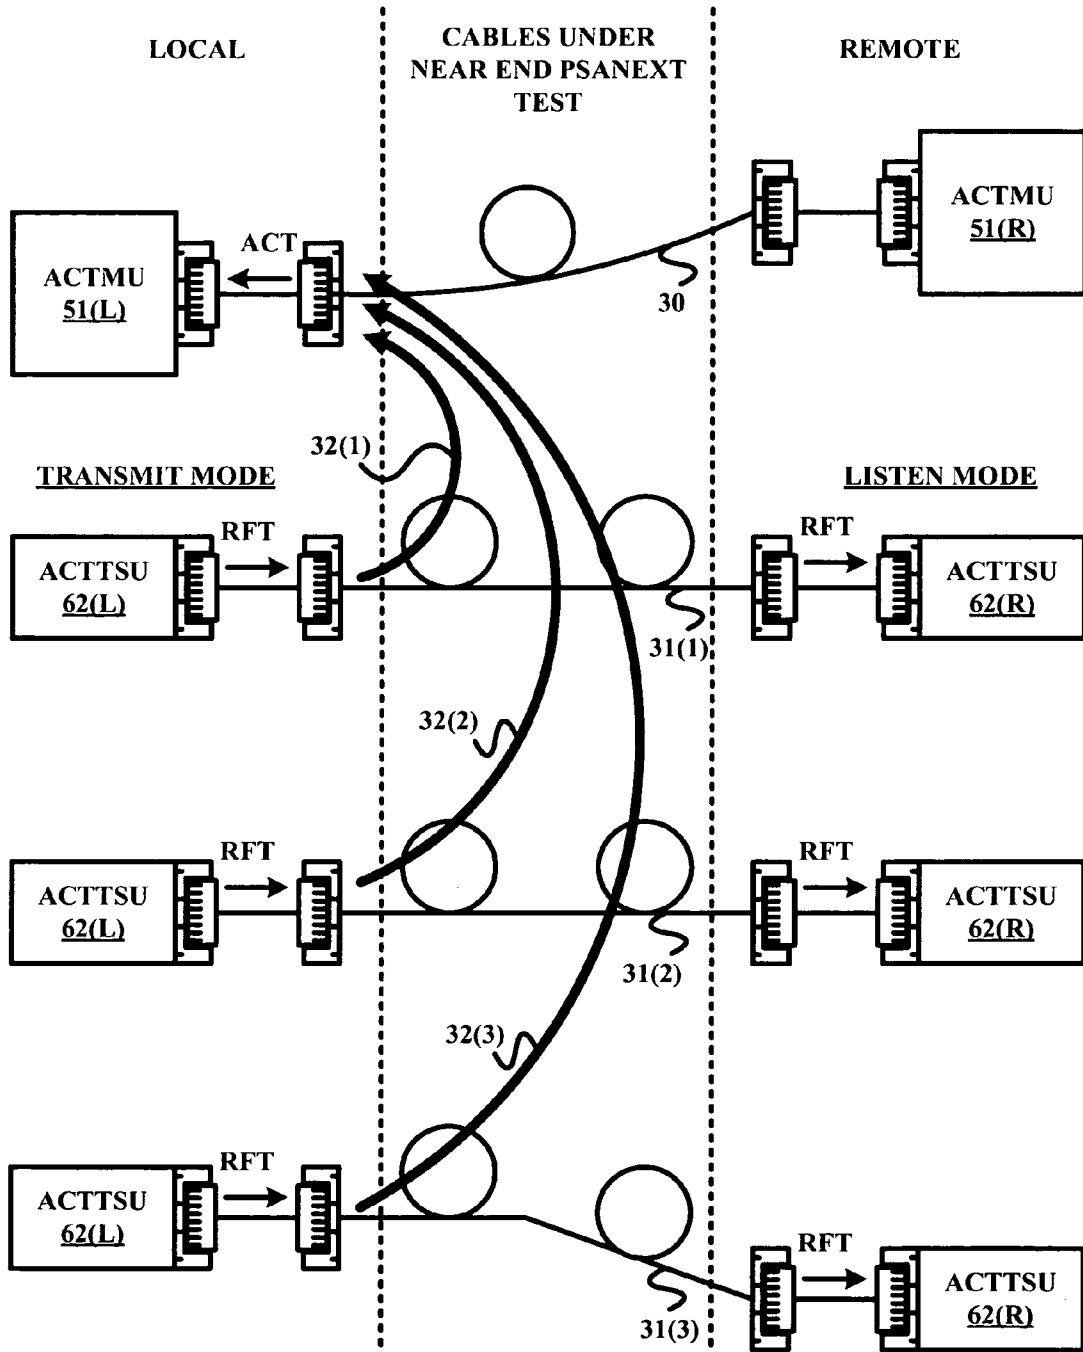 LOCAL
CABLES UNDER
NEAR END PSANEXT
TEST
REMOTE
ACTMU
51(L)
ACT
30
ACTMU
51(R)
32(1)
TRANSMIT MODE
LISTEN MODE
ACTTSU
62(L)
RFT
31(1)
RFT
ACTTSU
62(R)
32(2)
ACTTSU
62(L)
RFT
31(2)
RFT
ACTTSU
62(R)
32(3)
ACTTSU
62(L)
RFT
31(3)
RFT
ACTTSU
62(R)